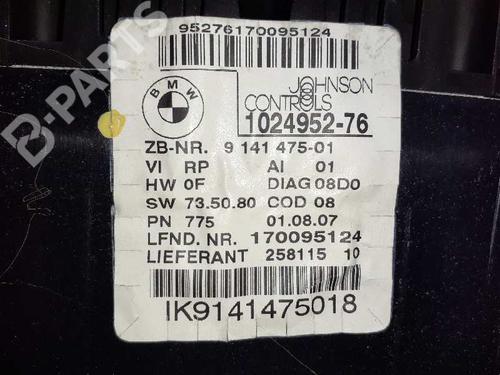 95276170095124
BMW
JOHNSON
CONTROLS
1024952-76
ZB-NR. 9 141 475-01
VI RP AI 01
HW 0F DIAG 08D0
SW 73.50.80 COD 08
PN 775 01.08.07
LFND. NR. 170095124
LIEFERANT 258115 10
IK9141475018
B-PARTS